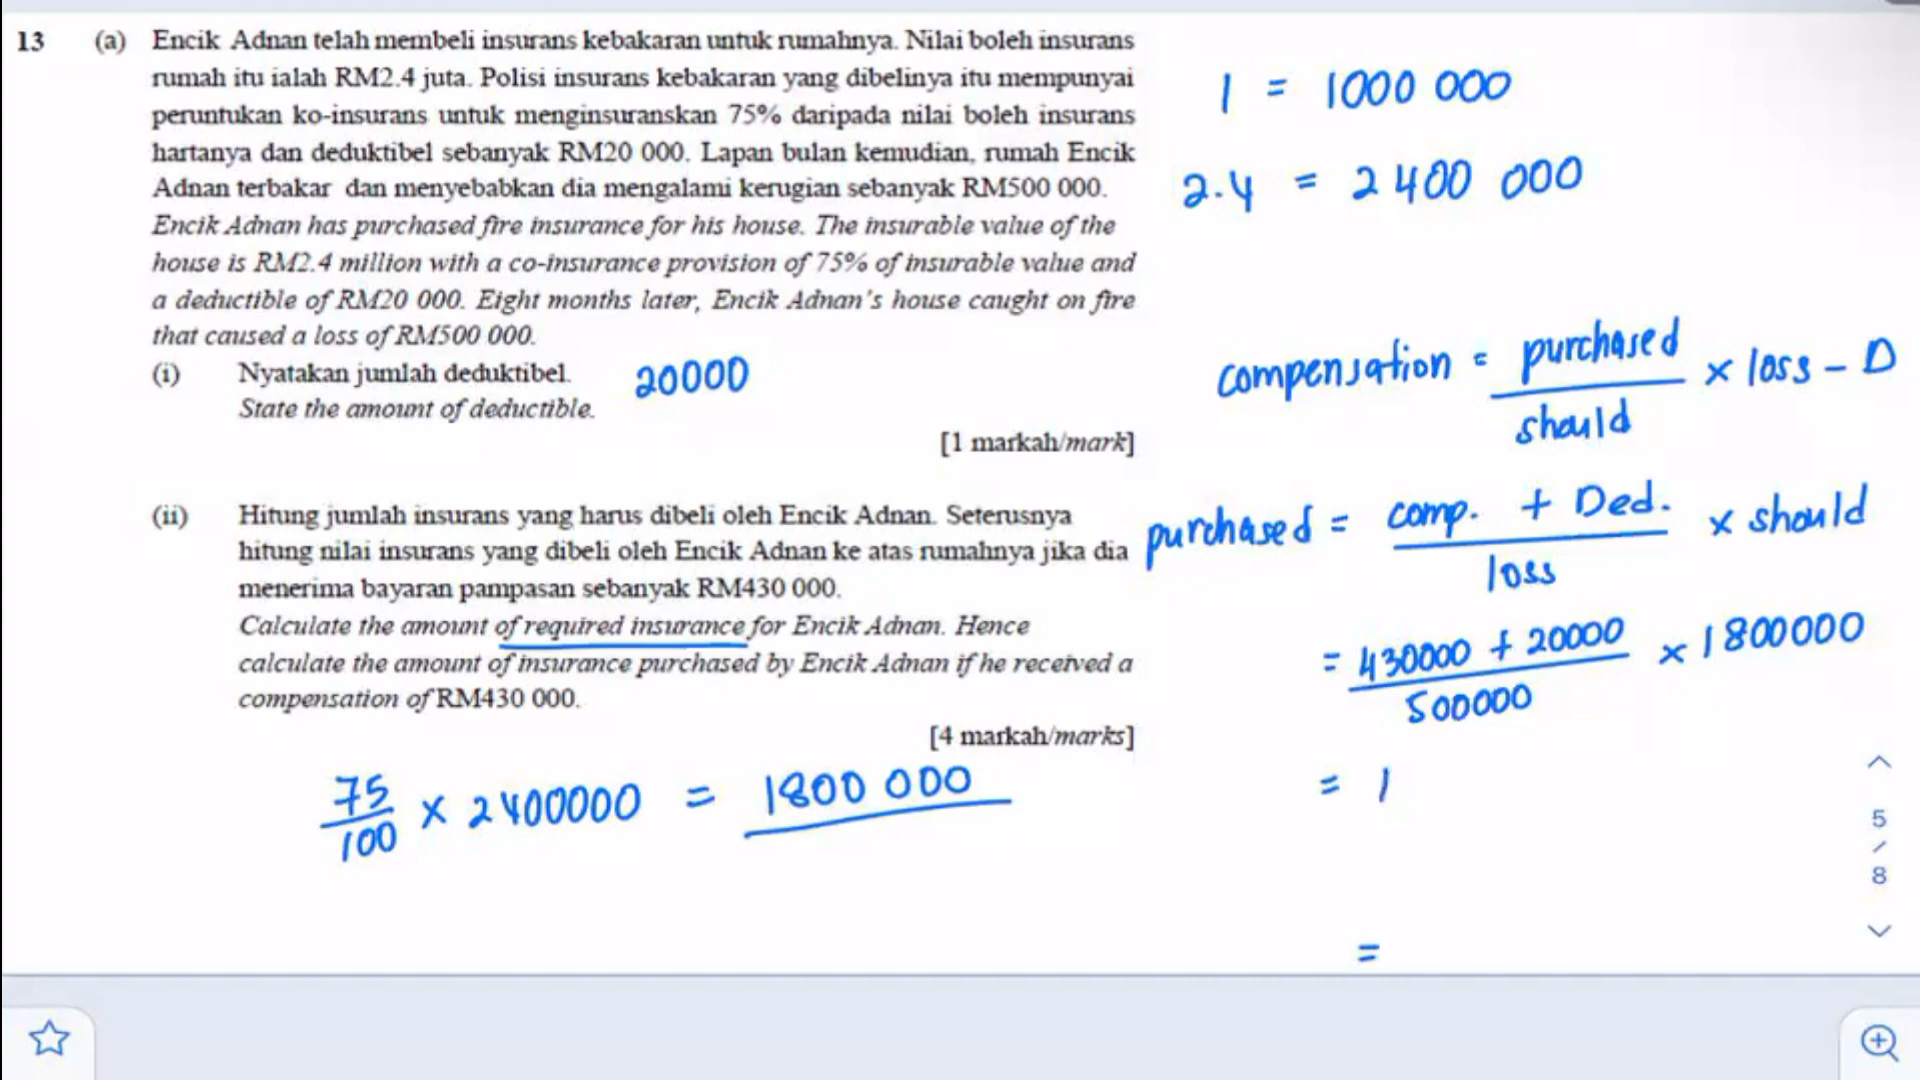 13 (a) Encik Adnan telah membeli insurans kebakaran untuk rumahnya. Nilai boleh insurans
rumah itu ialah RM2.4 juta. Polisi insurans kebakaran yang dibelinya itu mempunyai
peruntukan ko-insurans untuk menginsuranskan 75% daripada nilai boleh insurans
hartanya dan deduktibel sebanyak RM20 000. Lapan bulan kemudian, rumah Encik
Adnan terbakar dan menyebabkan dia mengalami kerugian sebanyak RM500 000.
Encik Adnan has purchased fire insurance for his house. The insurable value of the
house is RM2.4 million with a co-insurance provision of 75% of insurable value and
a deductible of RM20 000. Eight months later, Encik Adnan's house caught on fire
that caused a loss of RM500 000.
(i) Nyatakan jumlah deduktibel.
State the amount of deductible.
20000
[1 markah/mark]
(ii) Hitung jumlah insurans yang harus dibeli oleh Encik Adnan. Seterusnya
hitung nilai insurans yang dibeli oleh Encik Adnan ke atas rumahnya jika dia
menerima bayaran pampasan sebanyak RM430 000.
Calculate the amount of required insurance for Encik Adnan. Hence
calculate the amount of insurance purchased by Encik Adnan if he received a
compensation of RM430 000.
[4 markah/marks]
75/100 × 2400000 = 1800 000
1 = 1000 000
2.4 = 2400 000
compensation = purchased/should × loss - D
purchased = comp. + Ded./loss × should
= 430000 + 20000/500000 × 1800000
= 1
=
5
/
8